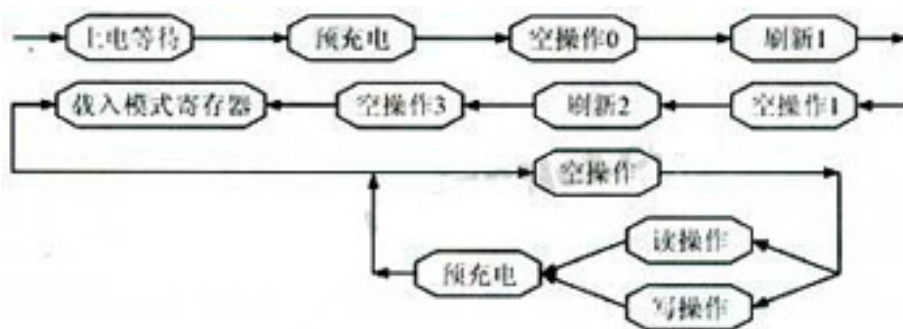 上电等待 预充电 空操作0 刷新1
载入模式寄存器 空操作3 刷新2 空操作1
空操作
读操作
预充电
写操作